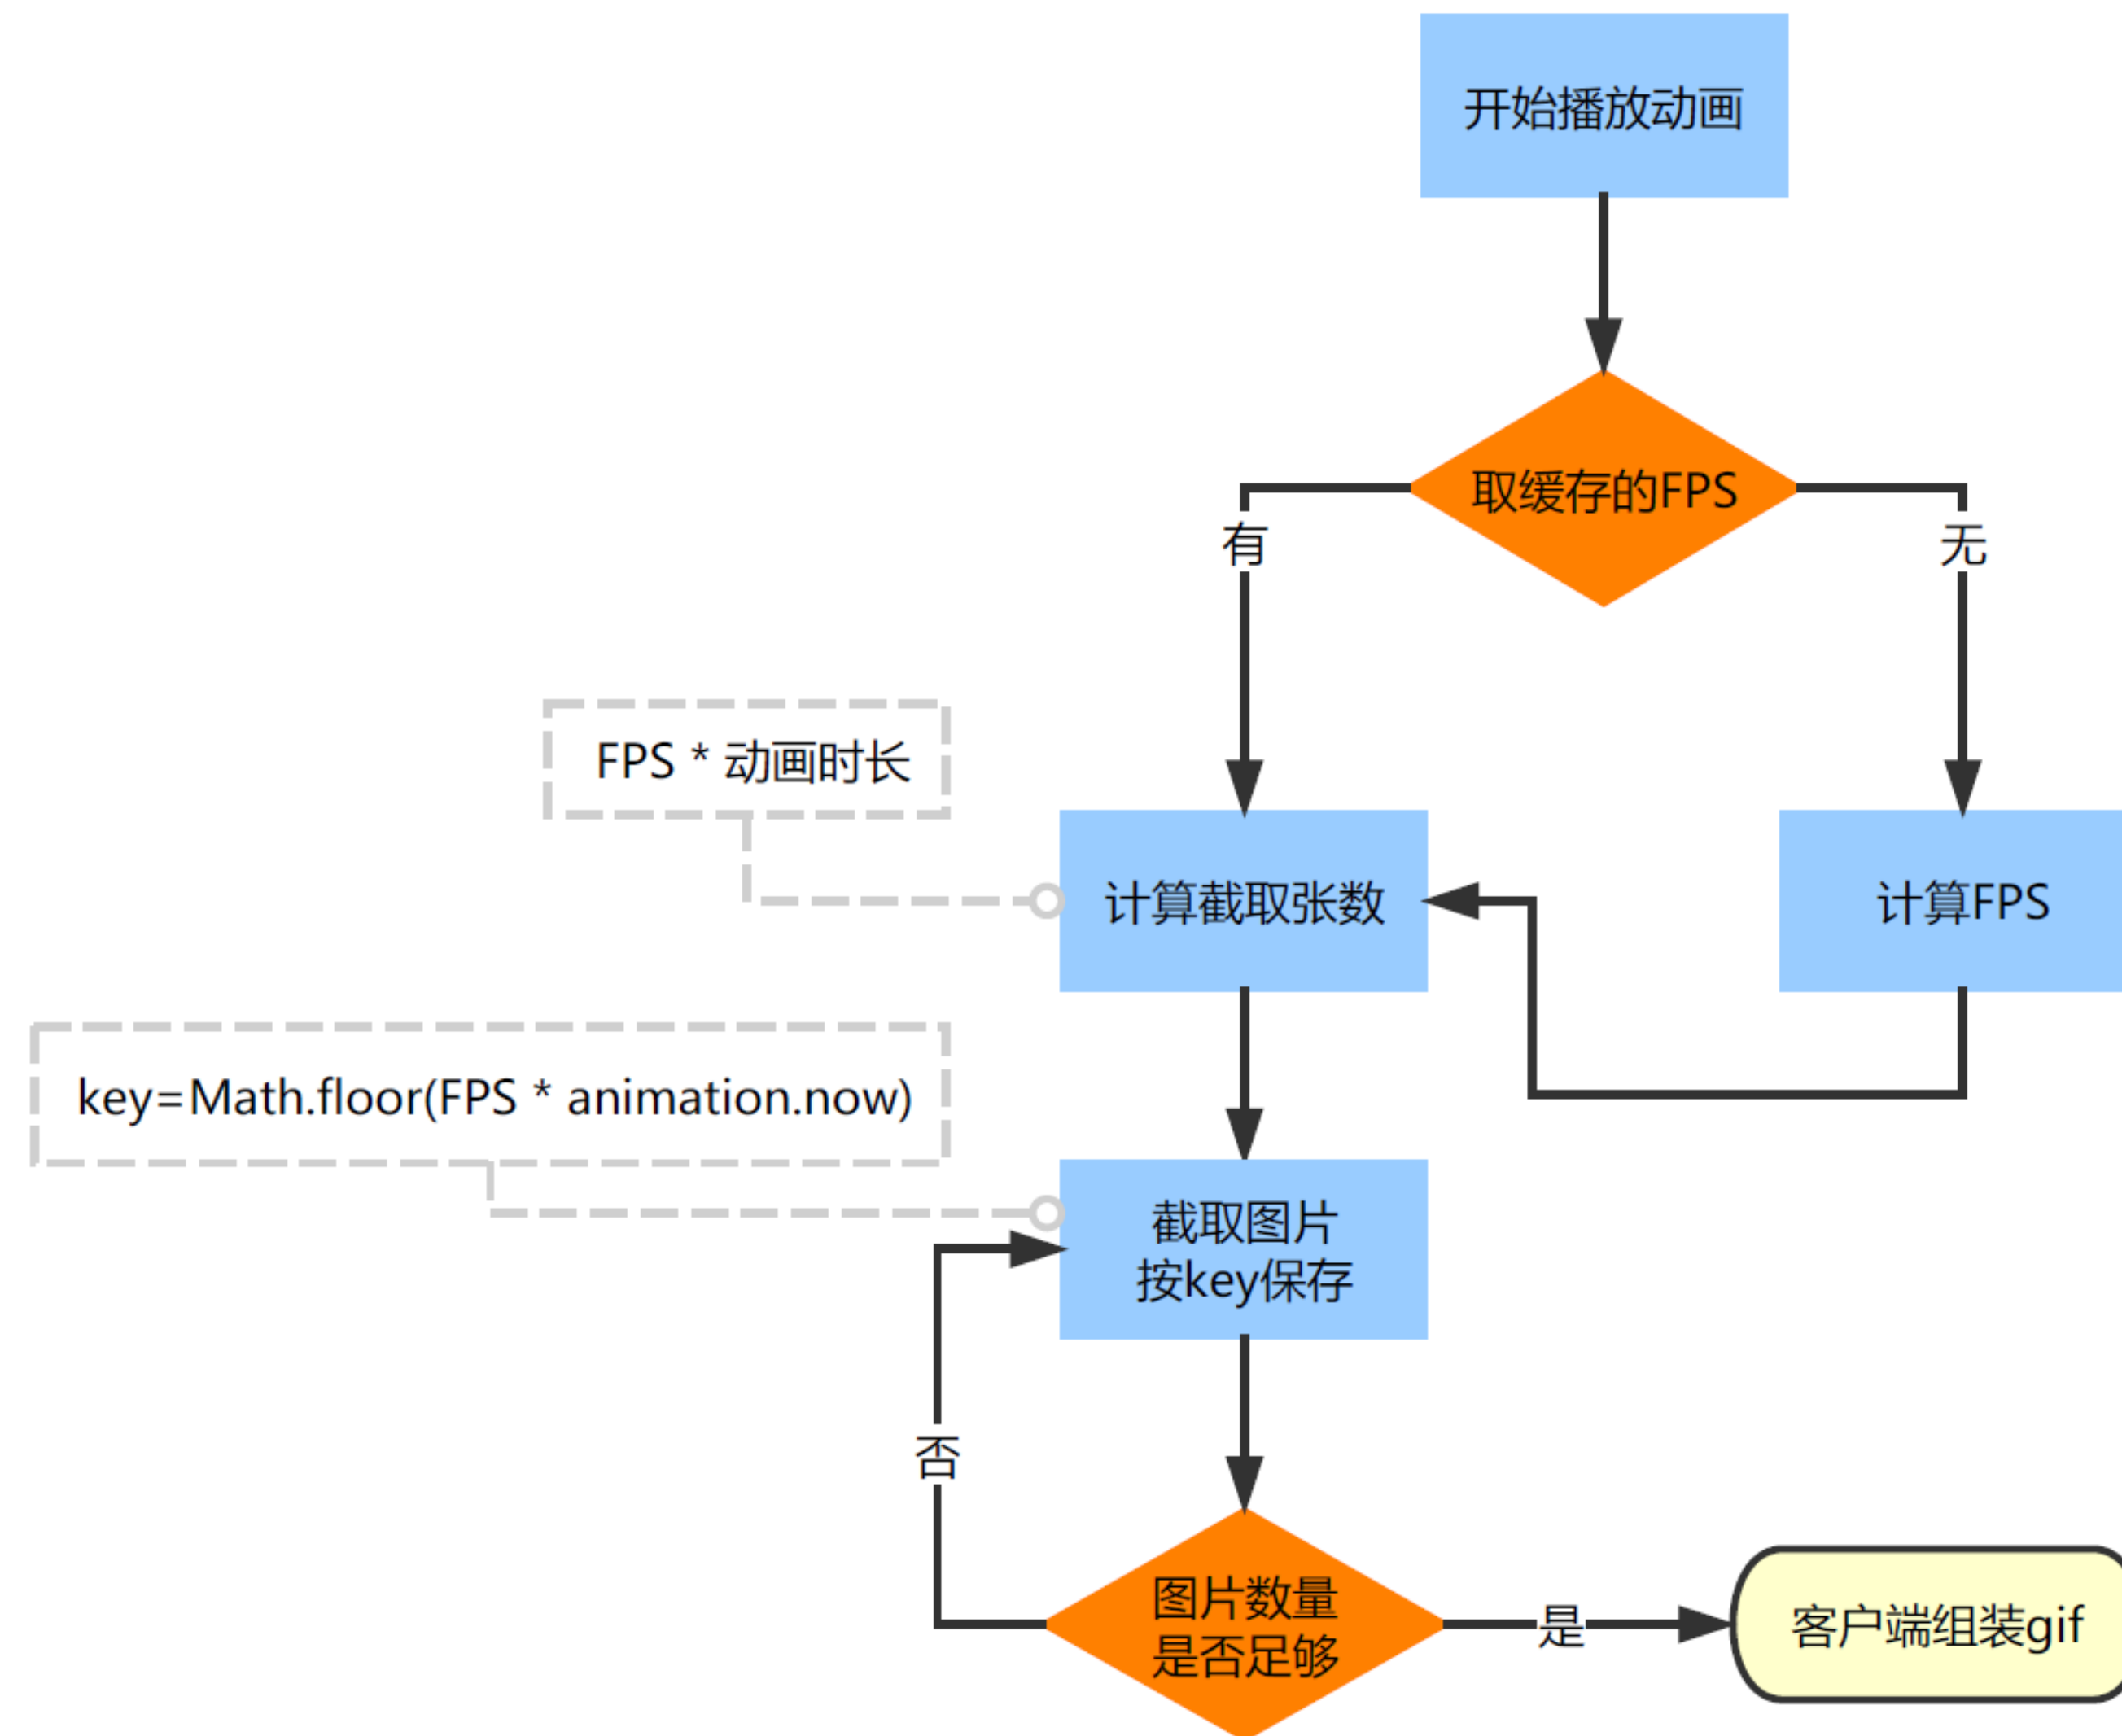 开始播放动画
取缓存的FPS
有
无
FPS * 动画时长
计算截取张数
计算FPS
key=Math.floor(FPS * animation.now)
截取图片
按key保存
否
图片数量
是否足够
是
客户端组装gif